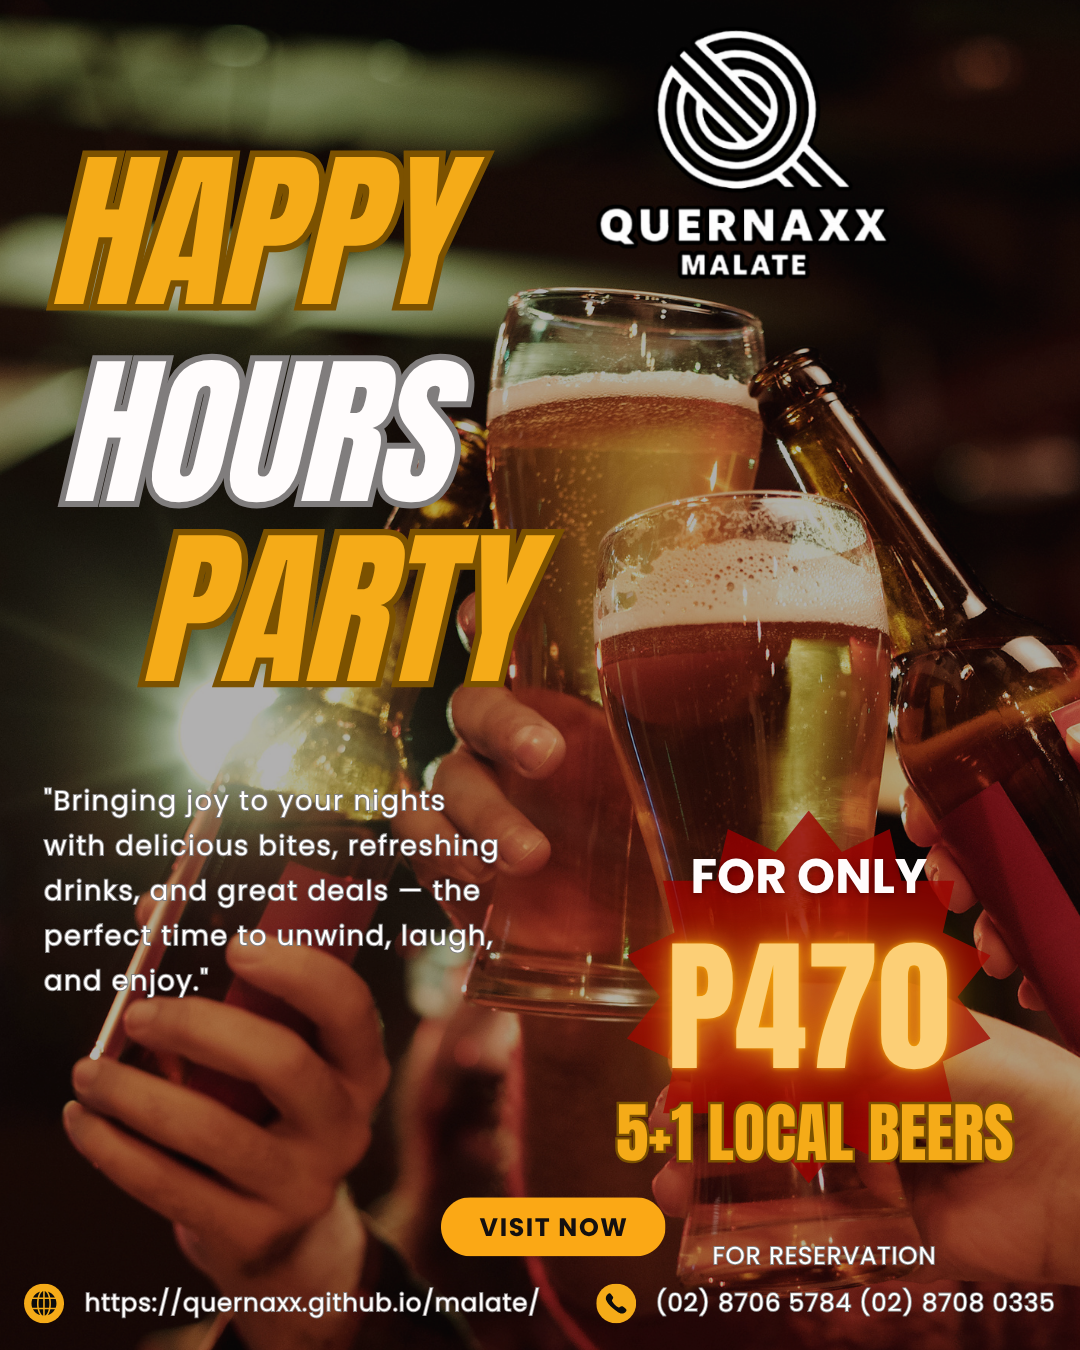 QUERNAXX
MALATE
HAPPY
HOURS
PARTY
"Bringing joy to your nights
with delicious bites, refreshing
drinks, and great deals — the
perfect time to unwind, laugh,
and enjoy."
FOR ONLY
P470
5+1 LOCAL BEERS
VISIT NOW
FOR RESERVATION
https://quernaxx.github.io/malate/
(02) 8706 5784 (02) 8708 0335